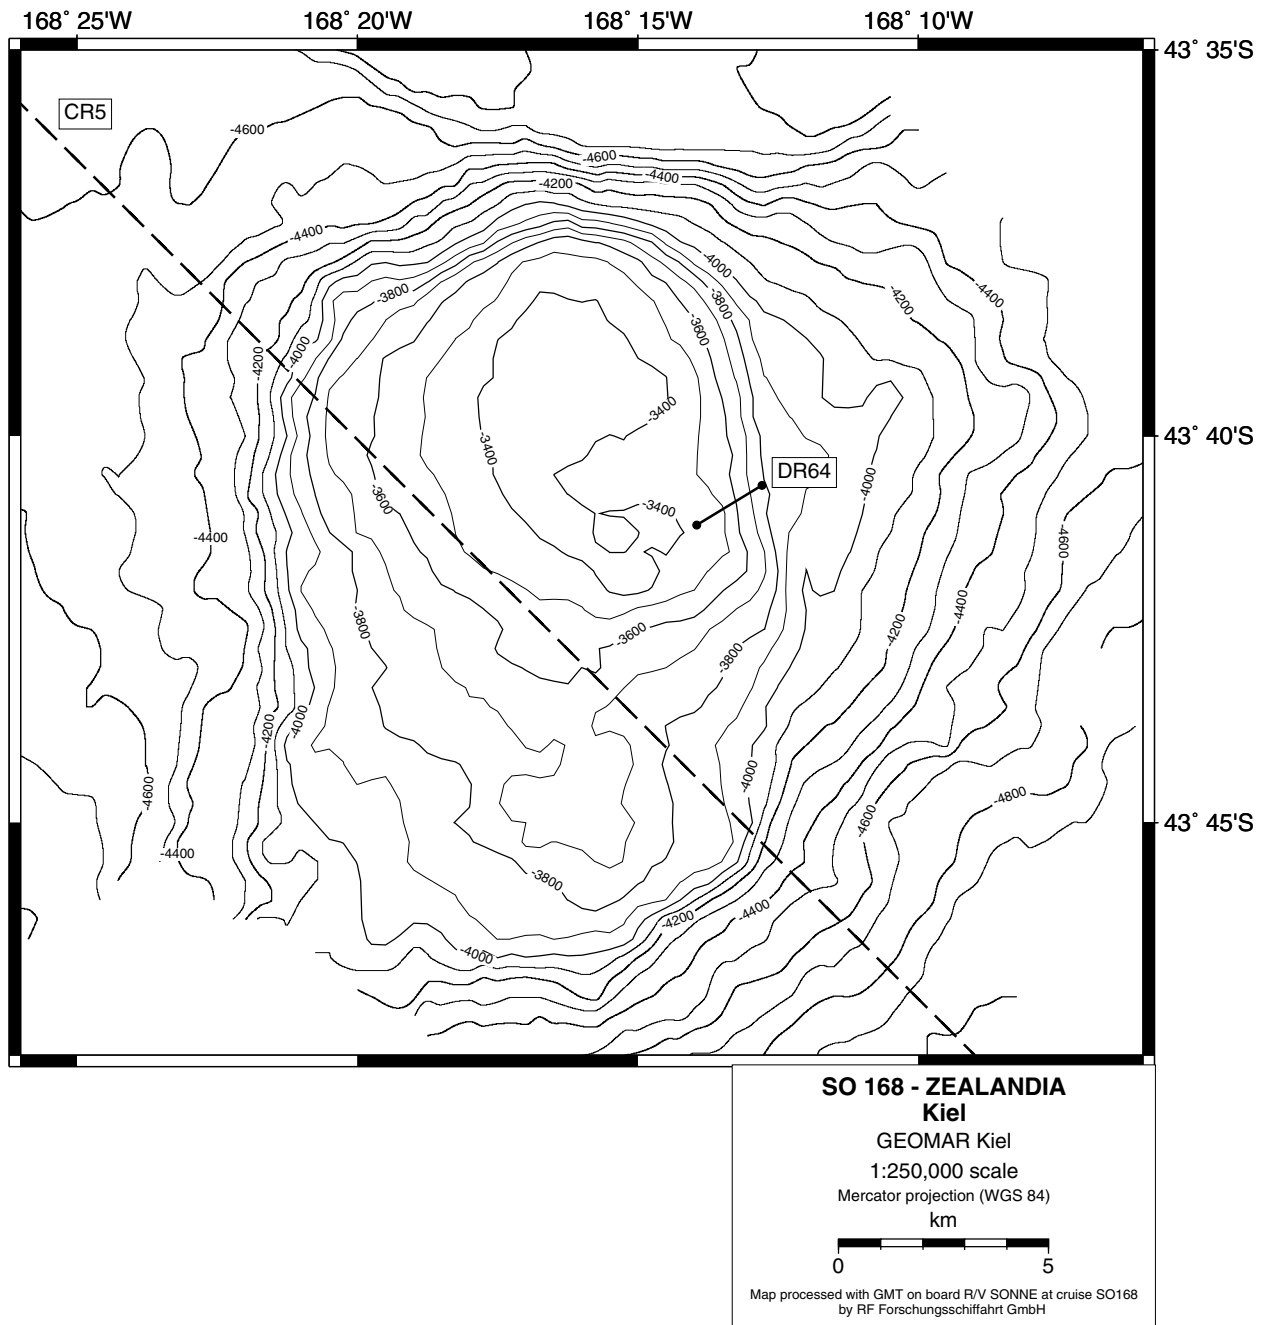 168° 25'W 168° 20'W 168° 15'W 168° 10'W
43° 35'S
CR5
-4600
-4600
-4400
-4200
-4400
-4000
-4400
-3800
-3800
-4200
-3600
-4200
-4000
-3400
43° 40'S
-3400
DR64
-4000
-3600
-3400
-4400
-4600
-4400
-3800
-3600
-4200
-3800
-4000
-4200
-4000
-4600
-4800
-4600
43° 45'S
-4400
-3800
-4400
-4200
-4000
SO 168 - ZEALANDIA
Kiel
GEOMAR Kiel
1:250,000 scale
Mercator projection (WGS 84)
km
0 5
Map processed with GMT on board R/V SONNE at cruise SO168
by RF Forschungsschiffahrt GmbH